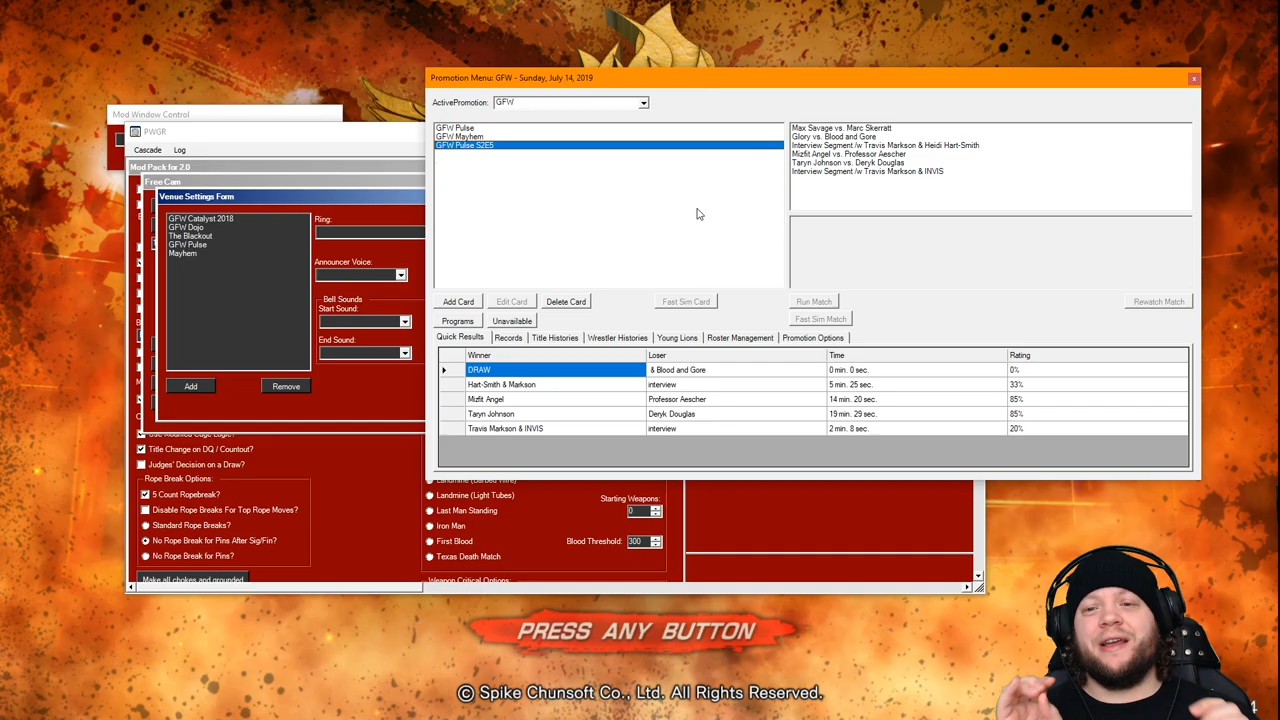 Promotion Menu: GFW - Sunday, July 14, 2019
x
ActivePromotion:
GFW
GFW Pulse
GFW Mayhem
GFW Pulse S2E5
Max Savage vs. Marc Skerratt
Glory vs. Blood and Gore
Interview Segment /w Travis Markson & Heidi Hart-Smith
Mizfit Angel vs. Professor Aescher
Taryn Johnson vs. Deryk Douglas
Interview Segment /w Travis Markson & INVIS
Add Card
Edit Card
Delete Card
Fast Sim Card
Run Match
Rewatch Match
Programs
Unavailable
Fast Sim Match
Quick Results
Records
Title Histories
Wrestler Histories
Young Lions
Roster Management
Promotion Options
Winner Loser Time Rating
DRAW & Blood and Gore 0 min. 0 sec. 0%
Hart-Smith & Markson interview 5 min. 25 sec. 33%
Mizfit Angel Professor Aescher 14 min. 20 sec. 85%
Taryn Johnson Deryk Douglas 19 min. 29 sec. 85%
Travis Markson & INVIS interview 2 min. 8 sec. 20%
Mod Window Control
PWGR
Cascade Log
Mod Pack for 2.0
Free Cam
Venue Settings Form
GFW Catalyst 2018
GFW Dojo
The Blackout
GFW Pulse
Mayhem
Ring:
Announcer Voice:
Bell Sounds
Start Sound:
End Sound:
Add
Remove
Use Modified Cage Logic?
Title Change on DQ / Countout?
Judges' Decision on a Draw?
Rope Break Options:
5 Count Ropebreak?
Disable Rope Breaks For Top Rope Moves?
Standard Rope Breaks?
No Rope Break for Pins After Sig/Fin?
No Rope Break for Pins?
Make all chokes and grounded
Landmine (Barbed Wire)
Landmine (Light Tubes)
Last Man Standing
Iron Man
First Blood
Texas Death Match
Starting Weapons:
0
Blood Threshold:
300
Weapon Critical Options:
PRESS ANY BUTTON
© Spike Chunsoft Co., Ltd. All Rights Reserved.